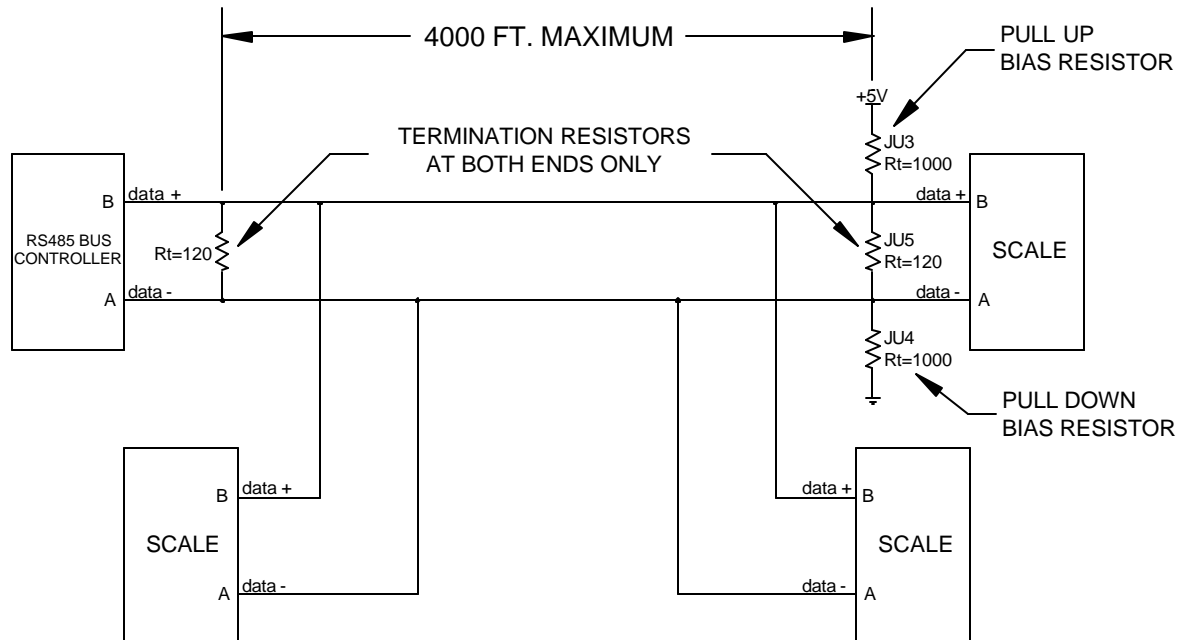 4000 FT. MAXIMUM
PULL UP
BIAS RESISTOR
+5V
TERMINATION RESISTORS
AT BOTH ENDS ONLY
JU3
Rt=1000
B
data +
data +
B
RS485 BUS
CONTROLLER
Rt=120
JU5
Rt=120
SCALE
A
data -
data -
A
JU4
Rt=1000
PULL DOWN
BIAS RESISTOR
B
data +
data +
B
SCALE
SCALE
A
data -
data -
A